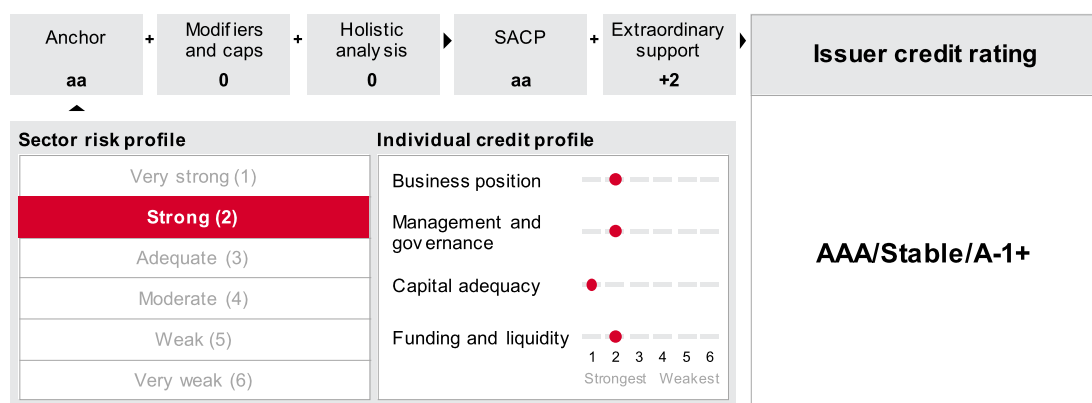 Anchor
+
Modifiers
and caps
+
Holistic
analysis
SACP
+
Extraordinary
support
aa
0
0
aa
+2
Issuer credit rating
AAA/Stable/A-1+
Sector risk profile
Very strong (1)
Strong (2)
Adequate (3)
Moderate (4)
Weak (5)
Very weak (6)
Individual credit profile
Business position
Management and
governance
Capital adequacy
Funding and liquidity
1 2 3 4 5 6
Strongest Weakest